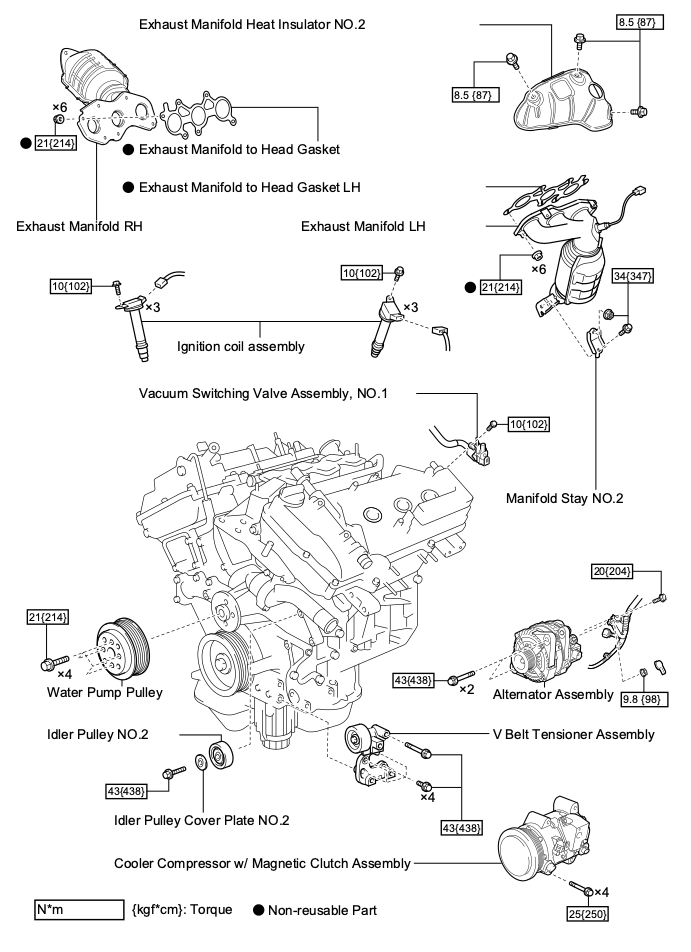 Exhaust Manifold Heat Insulator NO.2
8.5 {87}
8.5 {87}
×6
21{214}
Exhaust Manifold to Head Gasket
Exhaust Manifold to Head Gasket LH
Exhaust Manifold RH
Exhaust Manifold LH
×6
21{214}
34{347}
10{102}
×3
10{102}
×3
Ignition coil assembly
Vacuum Switching Valve Assembly, NO.1
10{102}
Manifold Stay NO.2
20{204}
21{214}
×4
Water Pump Pulley
43{438}
×2
Alternator Assembly
9.8 {98}
Idler Pulley NO.2
V Belt Tensioner Assembly
43{438}
×4
Idler Pulley Cover Plate NO.2
43{438}
Cooler Compressor w/ Magnetic Clutch Assembly
×4
25{250}
N*m {kgf*cm}: Torque Non-reusable Part